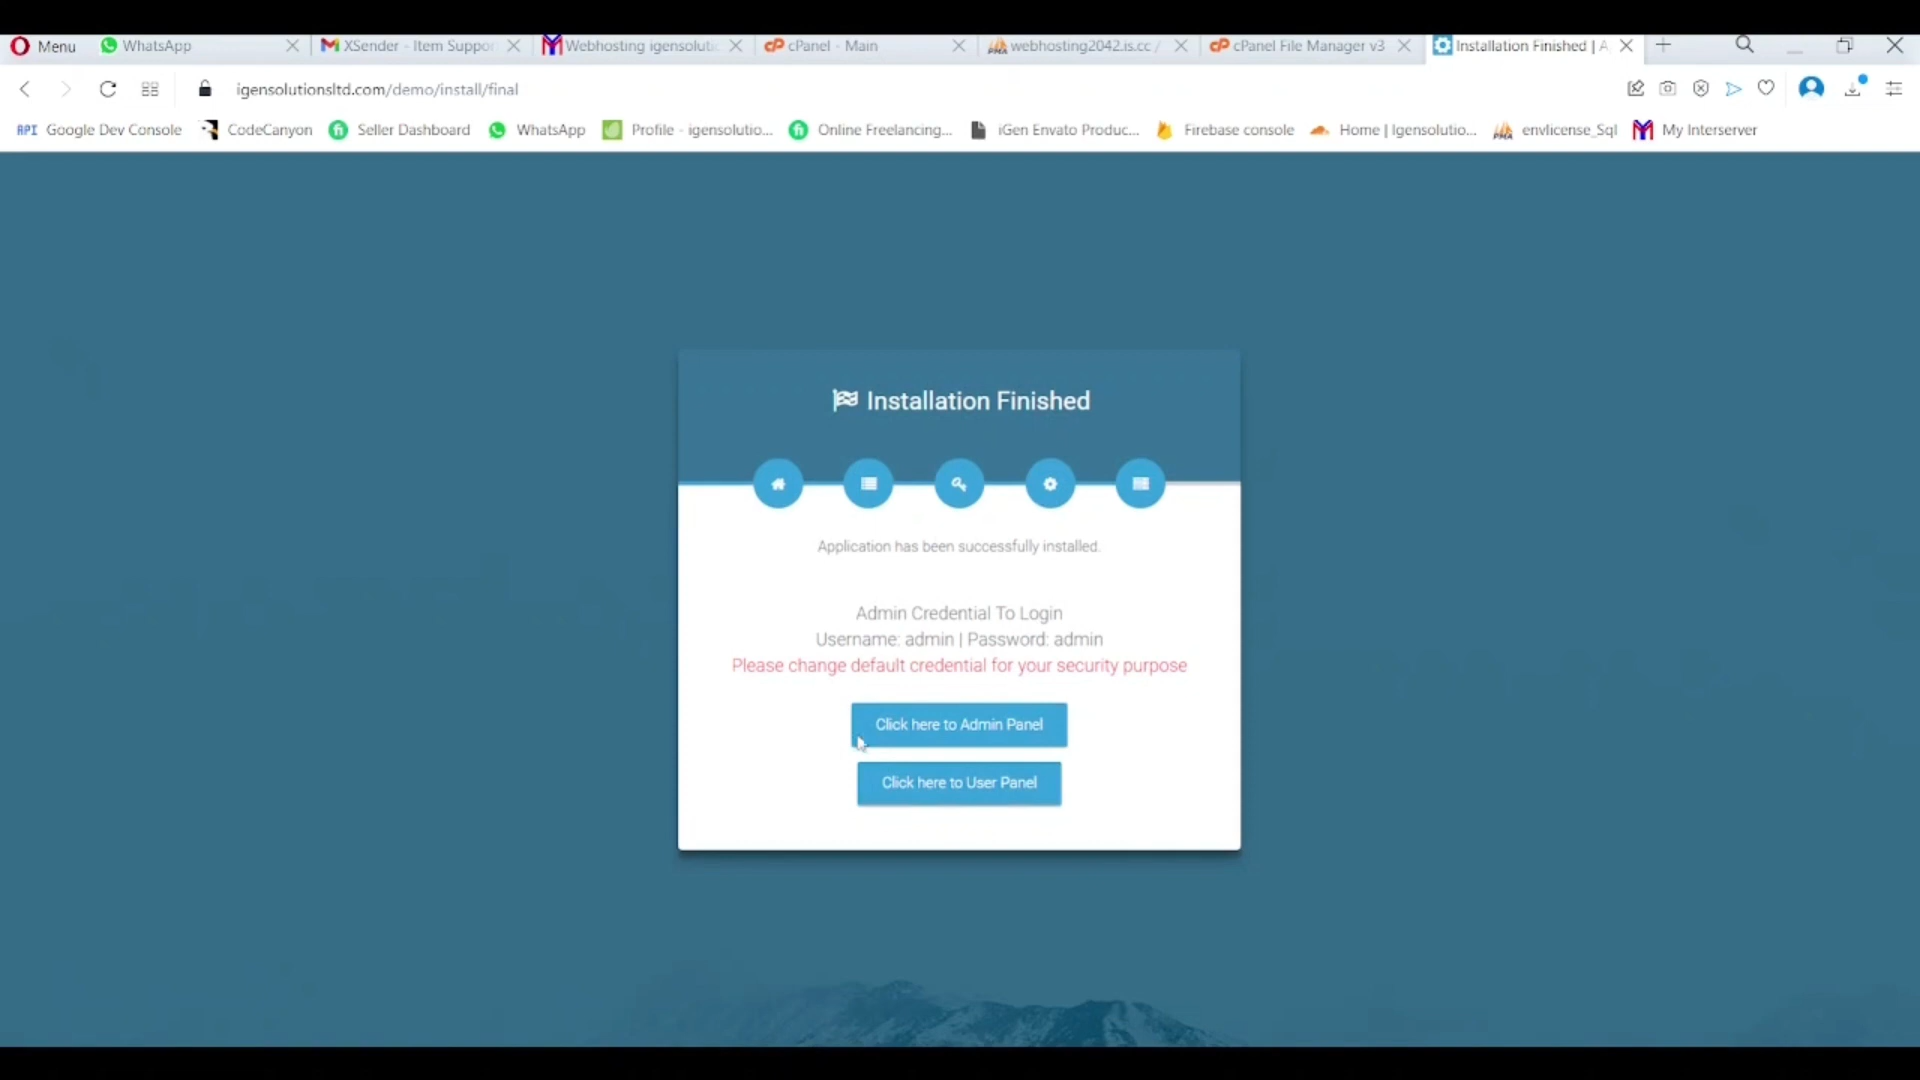 Menu
WhatsApp
XSender - Item Suppor
Webhosting igensolutic
cPanel - Main
webhosting2042.is.cc /
cPanel File Manager v3
Installation Finished | A
igensolutionsltd.com/demo/install/final
API Google Dev Console
CodeCanyon
Seller Dashboard
WhatsApp
Profile - igensolutio...
Online Freelancing...
iGen Envato Produc...
Firebase console
Home | Igensolutio...
envlicense_Sql
My Interserver
Installation Finished
Application has been successfully installed.
Admin Credential To Login
Username: admin | Password: admin
Please change default credential for your security purpose
Click here to Admin Panel
Click here to User Panel